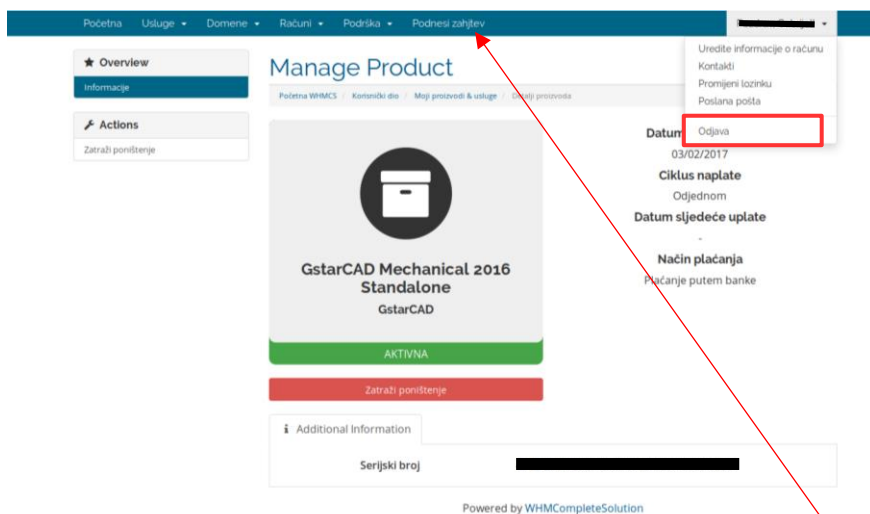 Početna Usluge Domene Računi Podrška Podnesi zahtjev
Uredite informacije o računu
Kontakti
Promijeni lozinku
Poslana pošta
Odjava
Overview
Informacije
Actions
Zatraži poništenje
Manage Product
Početna WHMCS / Korisnički dio / Moji proizvodi & usluge / Detalji proizvoda
GstarCAD Mechanical 2016
Standalone
GstarCAD
AKTIVNA
Zatraži poništenje
Datum
03/02/2017
Ciklus naplate
Odjednom
Datum sljedeće uplate
-
Način plaćanja
Plaćanje putem banke
Additional Information
Serijski broj
Powered by WHMCompleteSolution